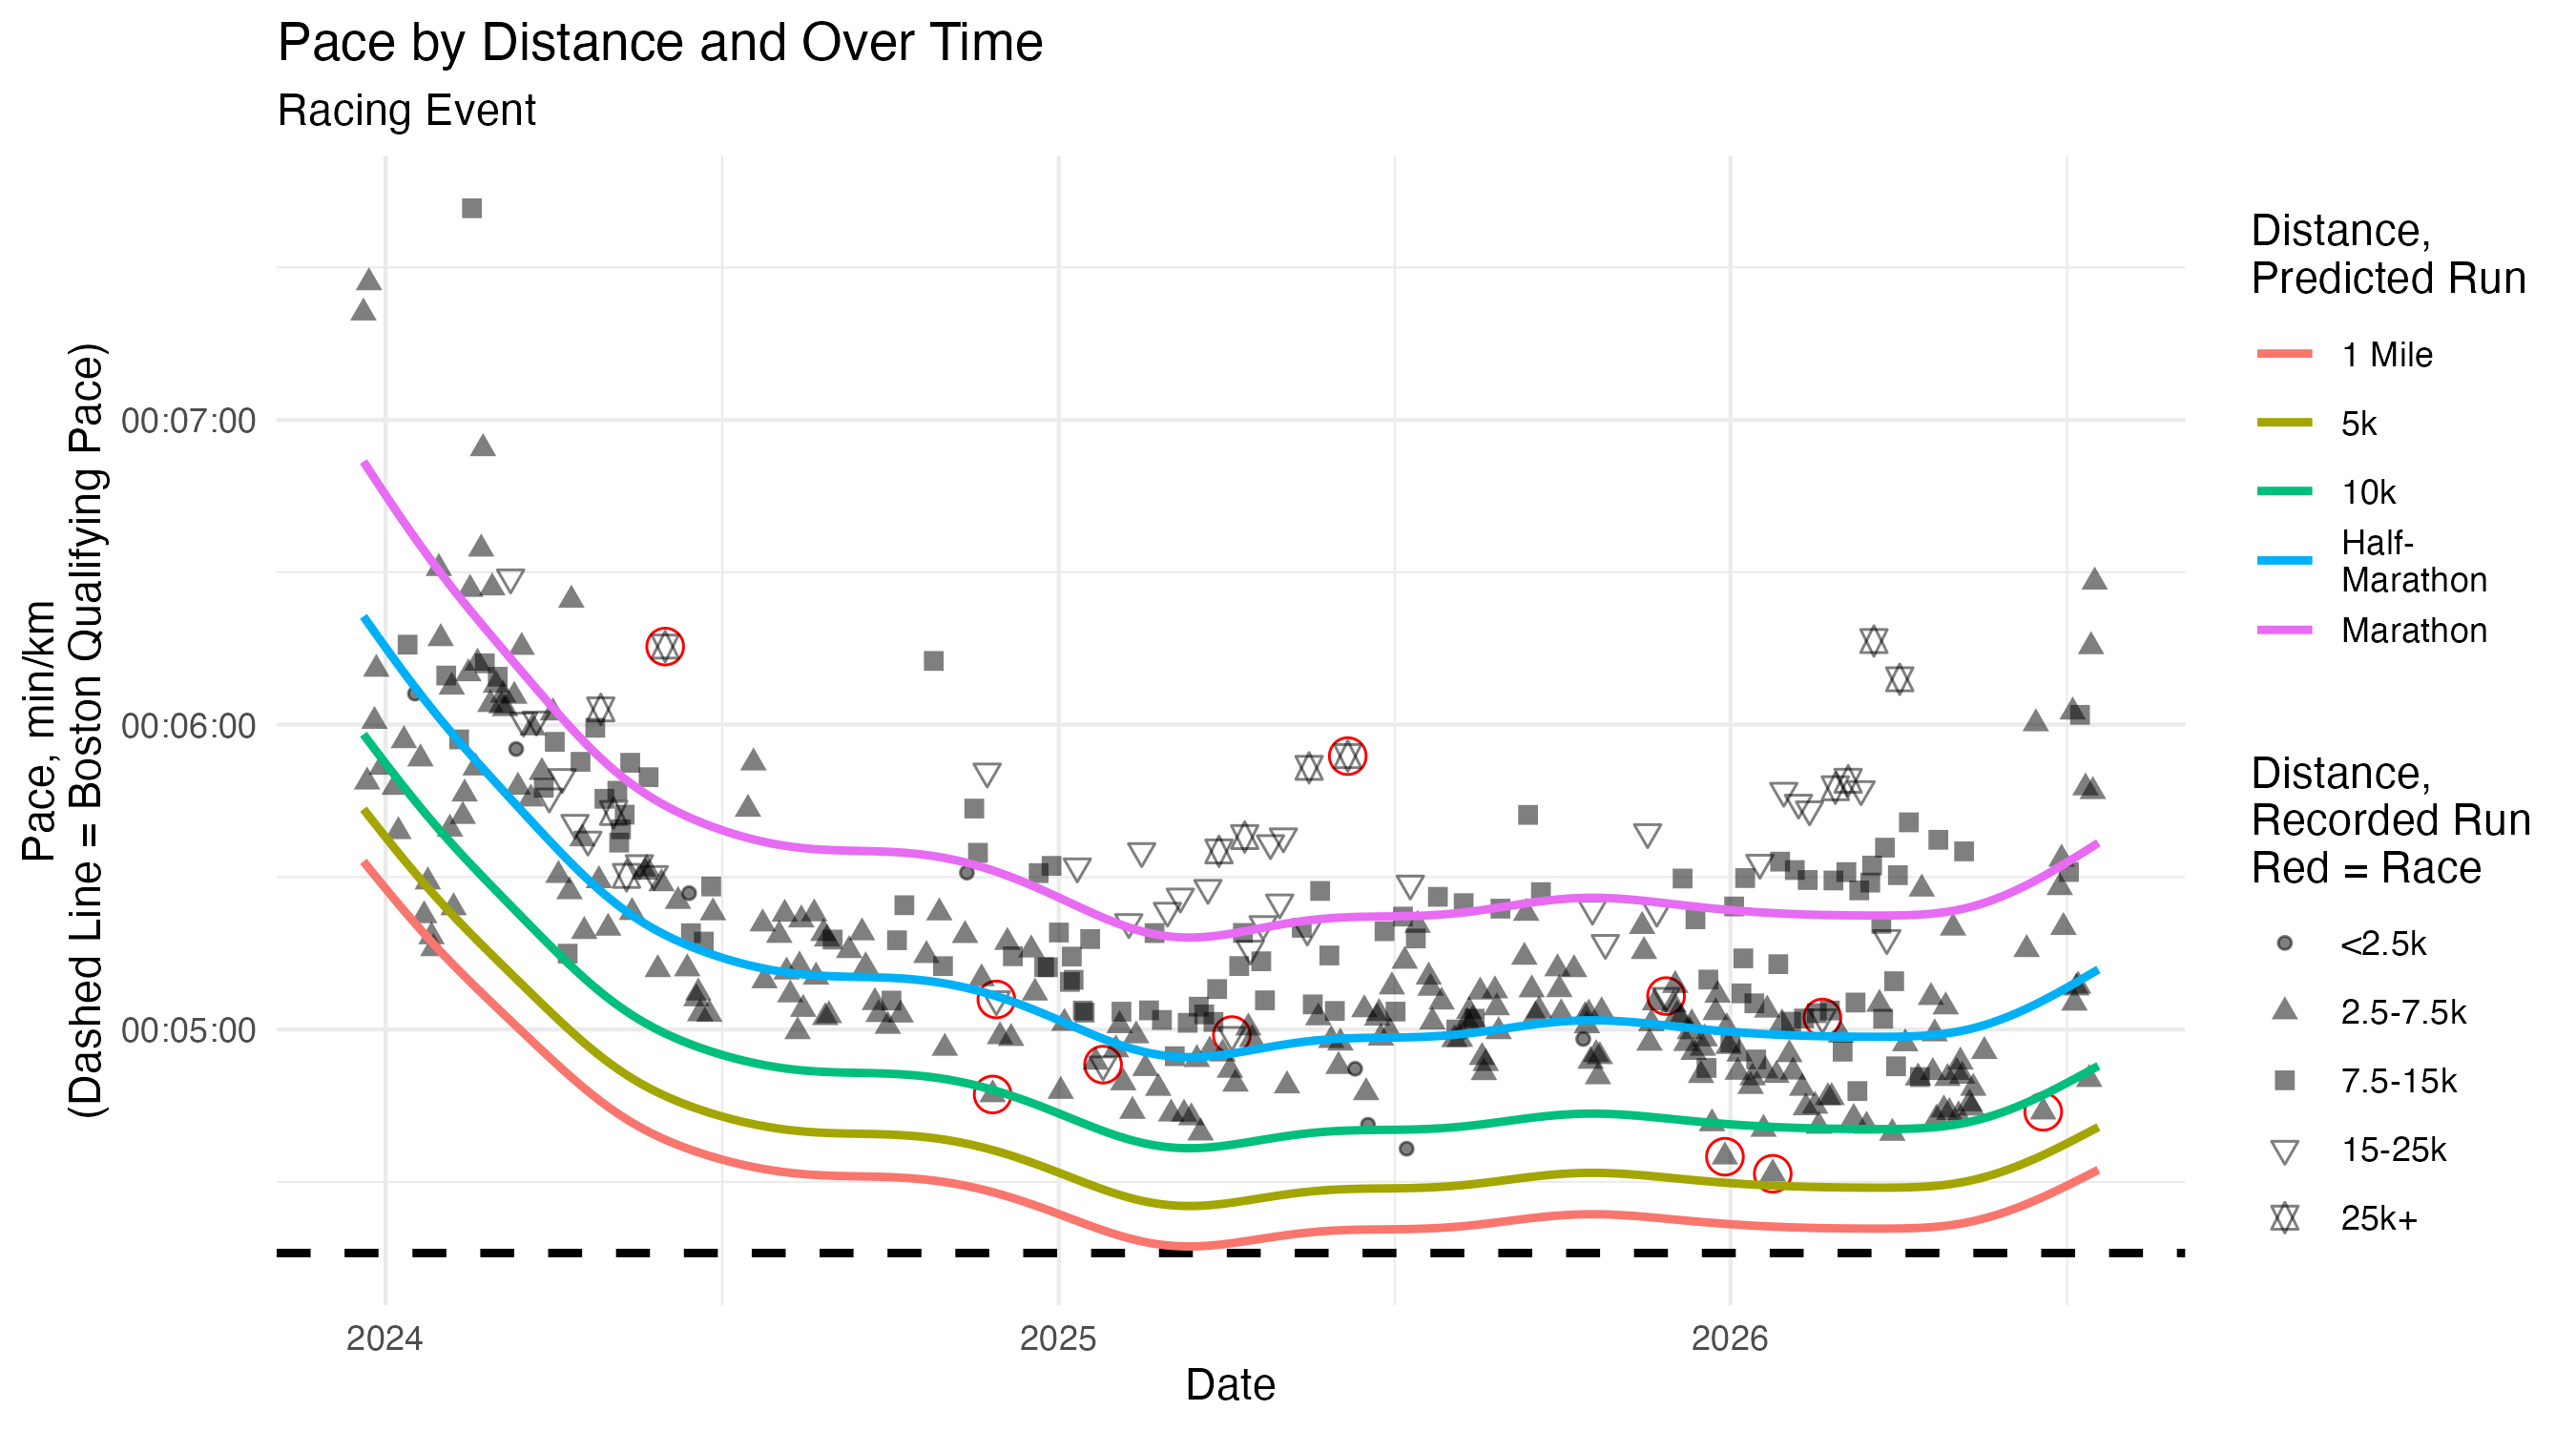 Pace by Distance and Over Time
Racing Event
Pace, min/km
(Dashed Line = Boston Qualifying Pace)
00:07:00
00:06:00
00:05:00
2024
2025
2026
Date
Distance,
Predicted Run
1 Mile
5k
10k
Half-
Marathon
Marathon
Distance,
Recorded Run
Red = Race
<2.5k
2.5-7.5k
7.5-15k
15-25k
25k+